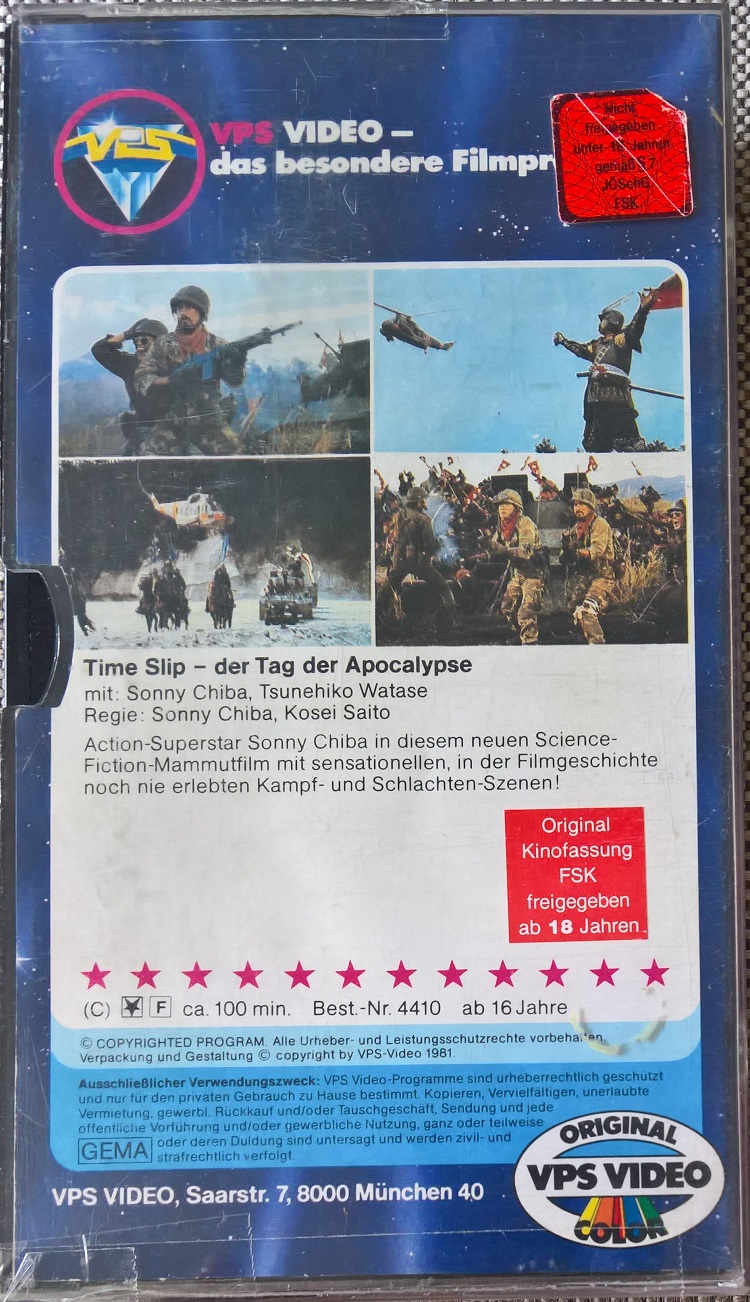 VPS
VPS VIDEO –
das besondere Filmpr
Nicht
freigegeben
unter 18 Jahren
gemäß § 7
JÖSchG
FSK
Time Slip – der Tag der Apocalypse
mit: Sonny Chiba, Tsunehiko Watase
Regie: Sonny Chiba, Kosei Saito
Action-Superstar Sonny Chiba in diesem neuen Science-
Fiction-Mammutfilm mit sensationellen, in der Filmgeschichte
noch nie erlebten Kampf- und Schlachten-Szenen!
Original
Kinofassung
FSK
freigegeben
ab 18 Jahren
(C) F ca. 100 min. Best.-Nr. 4410 ab 16 Jahre
© COPYRIGHTED PROGRAM. Alle Urheber- und Leistungsschutzrechte vorbehalten.
Verpackung und Gestaltung © copyright by VPS-Video 1981.
Ausschließlicher Verwendungszweck: VPS Video-Programme sind urheberrechtlich geschützt
und nur für den privaten Gebrauch zu Hause bestimmt. Kopieren, Vervielfältigen, unerlaubte
Vermietung, gewerbl. Rückkauf und/oder Tauschgeschäft, Sendung und jede
öffentliche Vorführung und/oder gewerbliche Nutzung, ganz oder teilweise
GEMA oder deren Duldung sind untersagt und werden zivil- und
strafrechtlich verfolgt.
VPS VIDEO, Saarstr. 7, 8000 München 40
ORIGINAL
VPS VIDEO
COLOR